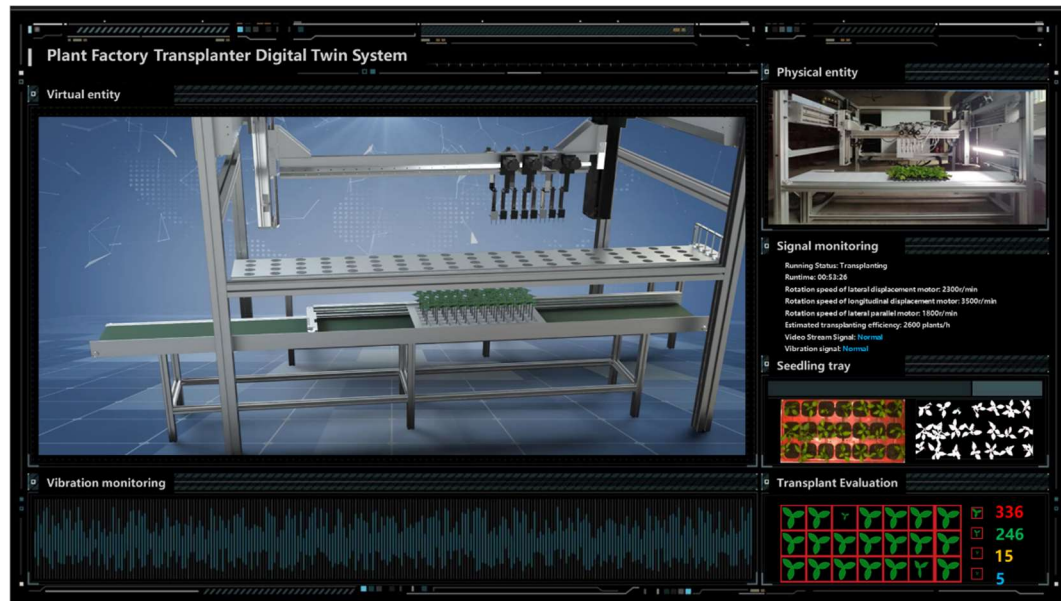 Plant Factory Transplanter Digital Twin System
Virtual entity
Physical entity
Signal monitoring
Running Status: Transplanting
Runtime: 00:53:26
Rotation speed of lateral displacement motor: 2300r/min
Rotation speed of longitudinal displacement motor: 3500r/min
Rotation speed of lateral parallel motor: 1800r/min
Estimated transplanting efficiency: 2600 plants/h
Video Stream Signal: Normal
Vibration signal: Normal
Seedling tray
Vibration monitoring
Transplant Evaluation
336
246
15
5